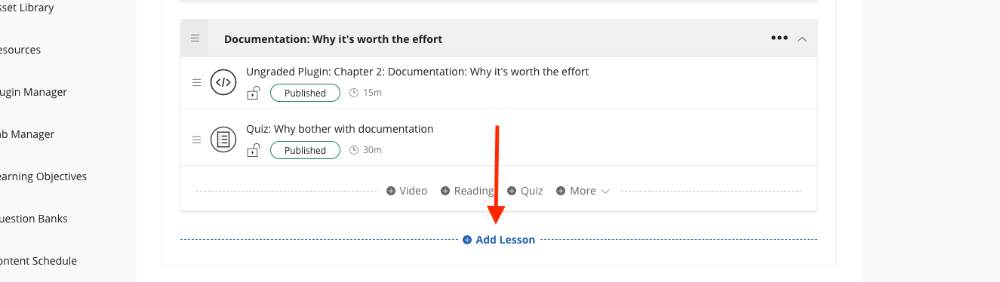 sset Library
esources
ugin Manager
ab Manager
earning Objectives
uestion Banks
ontent Schedule
Documentation: Why it's worth the effort
Ungraded Plugin: Chapter 2: Documentation: Why it's worth the effort
Published 15m
Quiz: Why bother with documentation
Published 30m
Video Reading Quiz More
Add Lesson